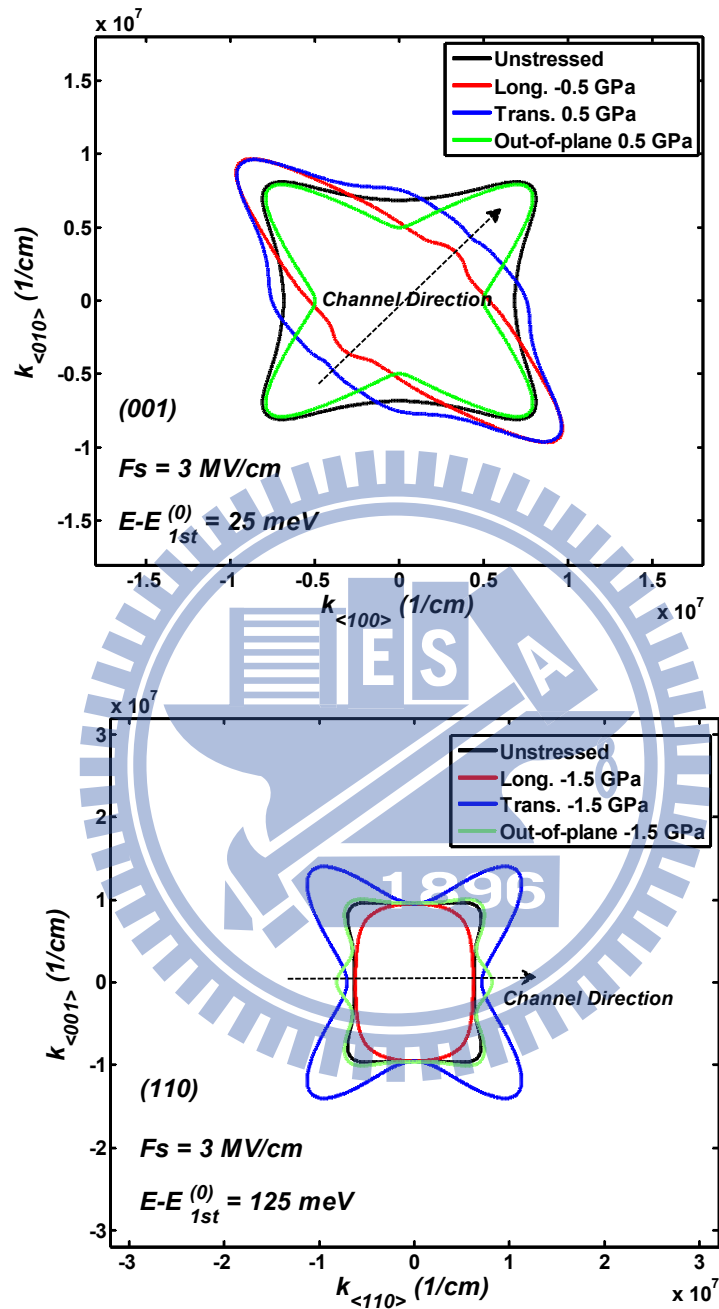 x 10^7
1.5
1
0.5
0
-0.5
-1
-1.5
k<010> (1/cm)
Unstressed
Long. -0.5 GPa
Trans. 0.5 GPa
Out-of-plane 0.5 GPa
Channel Direction
(001)
Fs = 3 MV/cm
E-E (0) 1st = 25 meV
-1.5 -1 -0.5 0 0.5 1 1.5
k<100> (1/cm)
x 10^7
E S A
x 10^7
3
2
1
0
-1
-2
-3
k<001> (1/cm)
Unstressed
Long. -1.5 GPa
Trans. -1.5 GPa
Out-of-plane -1.5 GPa
1896
Channel Direction
(110)
Fs = 3 MV/cm
E-E (0) 1st = 125 meV
-3 -2 -1 0 1 2 3
k<110> (1/cm)
x 10^7